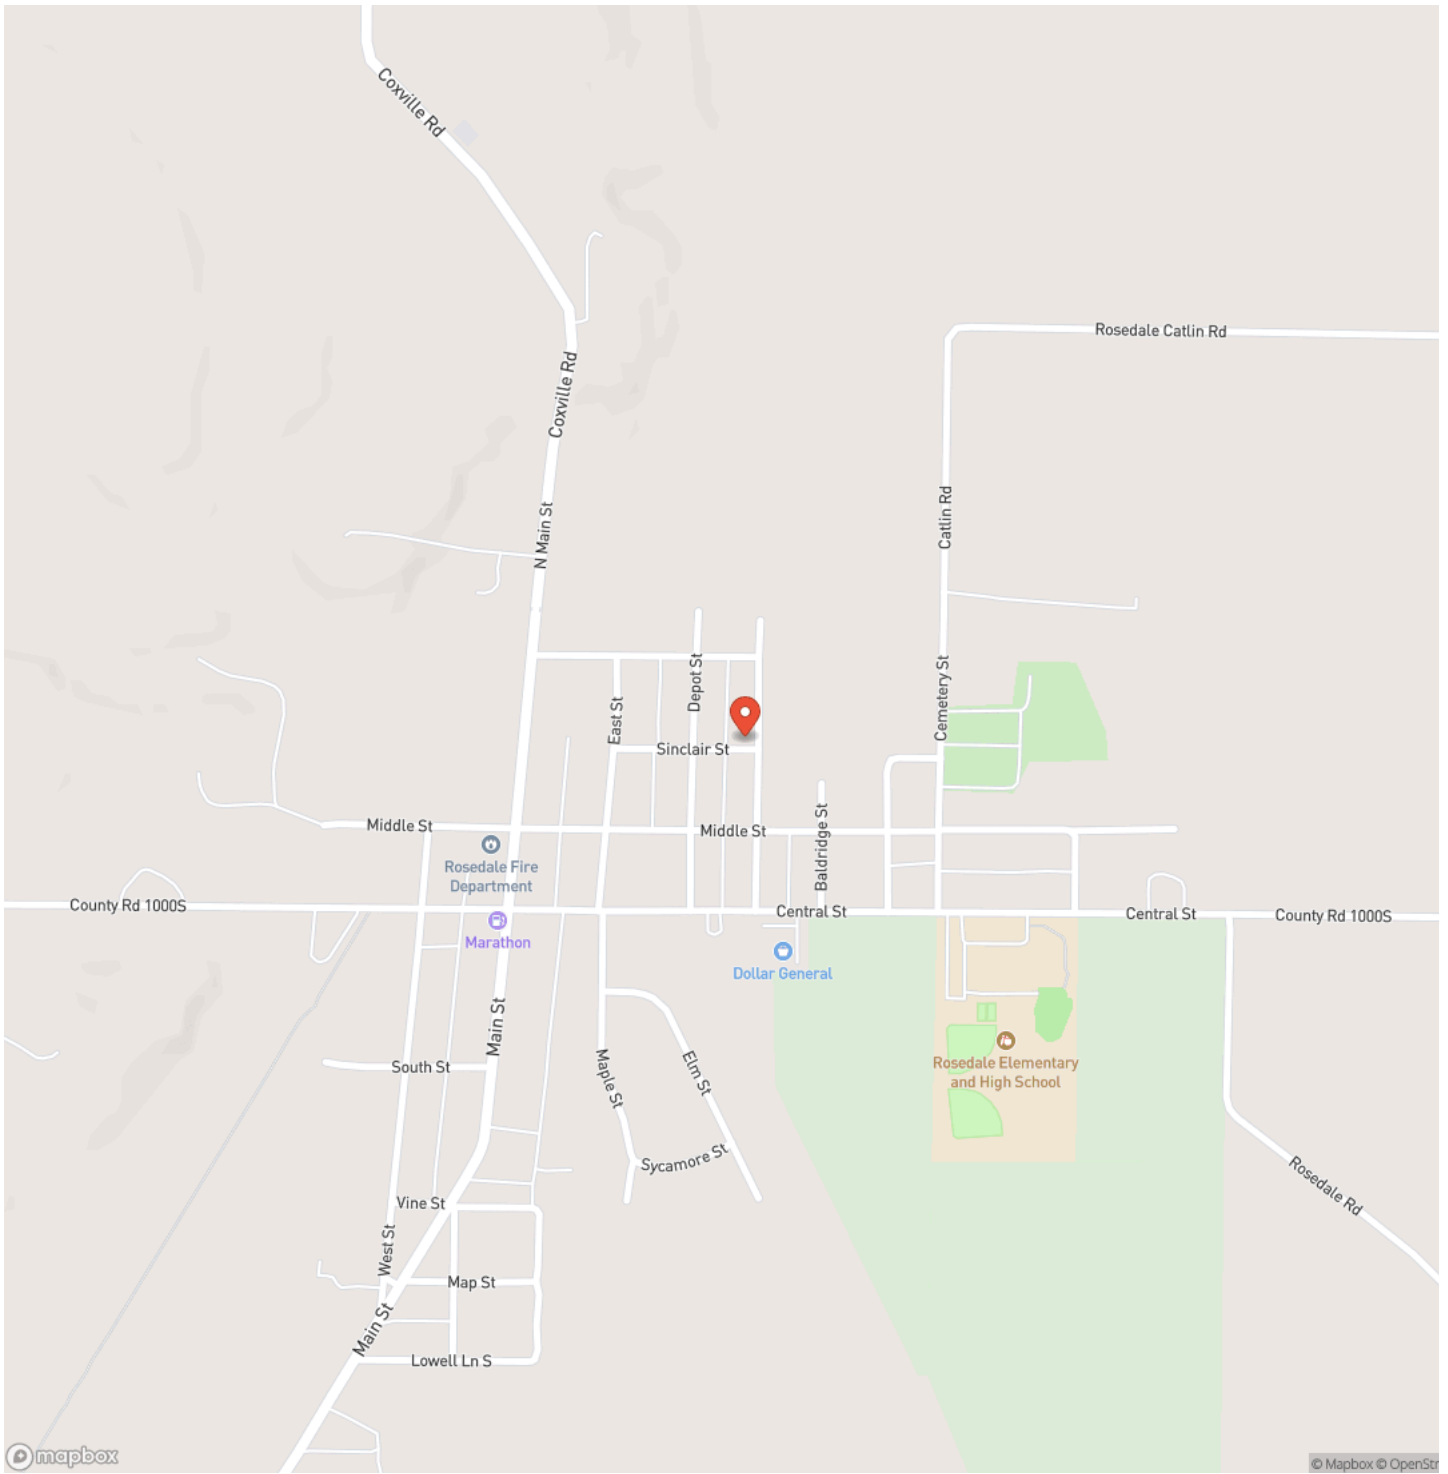 Coxville Rd
Rosedale Catlin Rd
Coxville Rd
N Main St
Catlin Rd
Depot St
East St
Cemetery St
Sinclair St
Middle St
Middle St
Baldridge St
Rosedale Fire
Department
County Rd 1000S
Central St
Central St
County Rd 1000S
Marathon
Dollar General
Main St
South St
Maple St
Elm St
Rosedale Elementary
and High School
Sycamore St
Rosedale Rd
Vine St
West St
Map St
Main St
Lowell Ln S
mapbox
© Mapbox © OpenStr